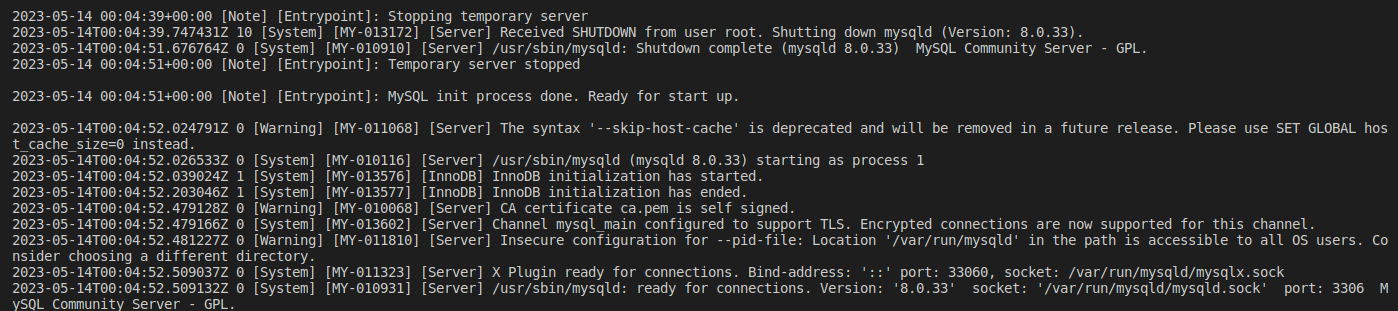 2023-05-14 00:04:39+00:00 [Note] [Entrypoint]: Stopping temporary server
2023-05-14T00:04:39.747431Z 10 [System] [MY-013172] [Server] Received SHUTDOWN from user root. Shutting down mysqld (Version: 8.0.33).
2023-05-14T00:04:51.676764Z 0 [System] [MY-010910] [Server] /usr/sbin/mysqld: Shutdown complete (mysqld 8.0.33)  MySQL Community Server - GPL.
2023-05-14 00:04:51+00:00 [Note] [Entrypoint]: Temporary server stopped
2023-05-14 00:04:51+00:00 [Note] [Entrypoint]: MySQL init process done. Ready for start up.
2023-05-14T00:04:52.024791Z 0 [Warning] [MY-011068] [Server] The syntax '--skip-host-cache' is deprecated and will be removed in a future release. Please use SET GLOBAL hos
t_cache_size=0 instead.
2023-05-14T00:04:52.026533Z 0 [System] [MY-010116] [Server] /usr/sbin/mysqld (mysqld 8.0.33) starting as process 1
2023-05-14T00:04:52.039024Z 1 [System] [MY-013576] [InnoDB] InnoDB initialization has started.
2023-05-14T00:04:52.203046Z 1 [System] [MY-013577] [InnoDB] InnoDB initialization has ended.
2023-05-14T00:04:52.479128Z 0 [Warning] [MY-010068] [Server] CA certificate ca.pem is self signed.
2023-05-14T00:04:52.479166Z 0 [System] [MY-013602] [Server] Channel mysql_main configured to support TLS. Encrypted connections are now supported for this channel.
2023-05-14T00:04:52.481227Z 0 [Warning] [MY-011810] [Server] Insecure configuration for --pid-file: Location '/var/run/mysqld' in the path is accessible to all OS users. Co
nsider choosing a different directory.
2023-05-14T00:04:52.509037Z 0 [System] [MY-011323] [Server] X Plugin ready for connections. Bind-address: '::' port: 33060, socket: /var/run/mysqld/mysqlx.sock
2023-05-14T00:04:52.509132Z 0 [System] [MY-010931] [Server] /usr/sbin/mysqld: ready for connections. Version: '8.0.33'  socket: '/var/run/mysqld/mysqld.sock'  port: 3306  M
ySQL Community Server - GPL.